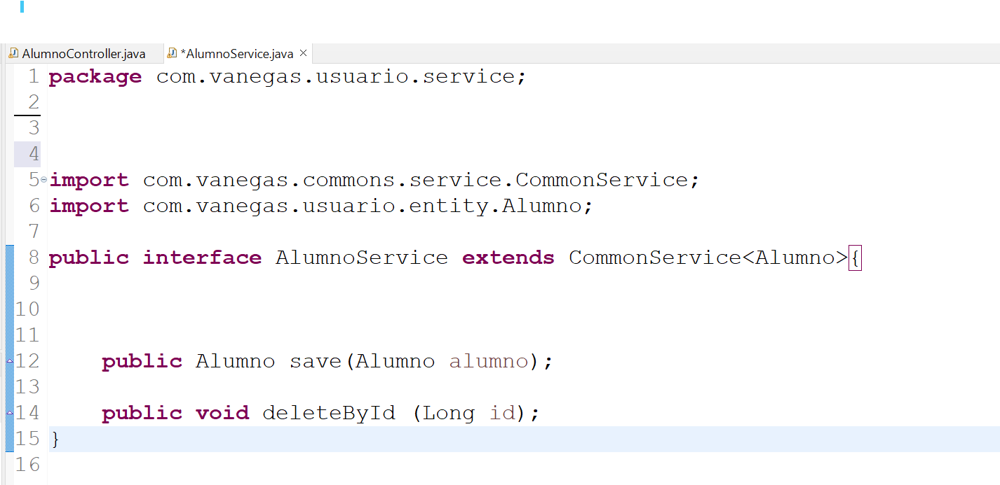 AlumnoController.java *AlumnoService.java
1 package com.vanegas.usuario.service;
2
3
4
5 import com.vanegas.commons.service.CommonService;
6 import com.vanegas.usuario.entity.Alumno;
7
8 public interface AlumnoService extends CommonService<Alumno>{
9
10
11
12 public Alumno save(Alumno alumno);
13
14 public void deleteById (Long id);
15 }
16